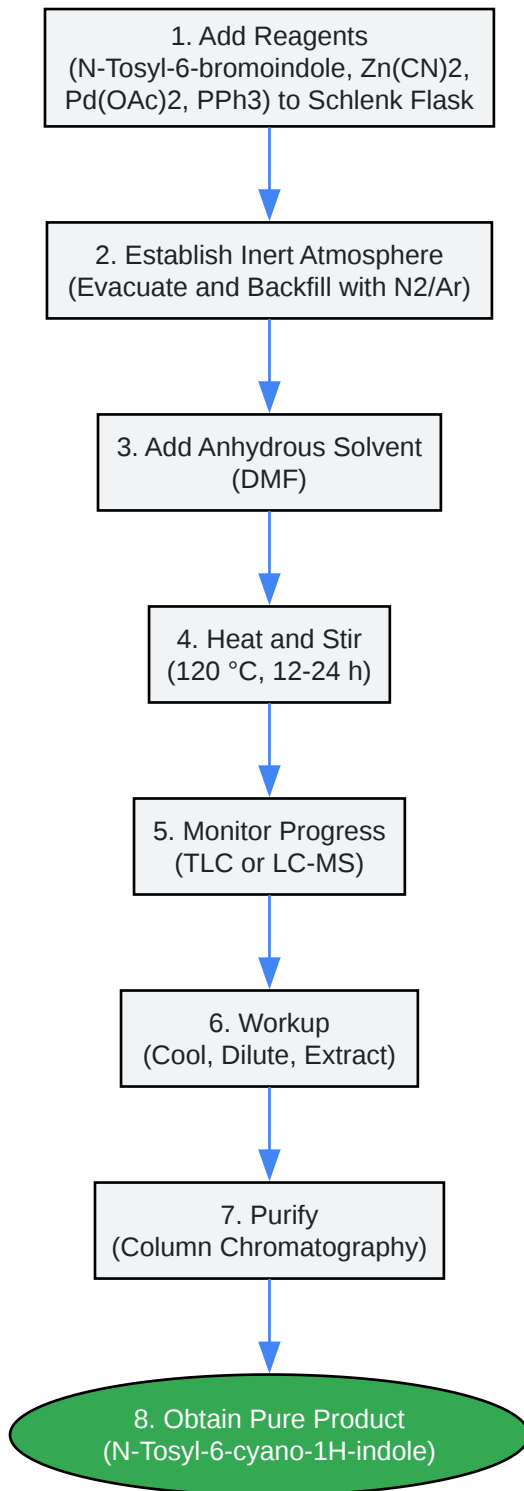 1. Add Reagents
(N-Tosyl-6-bromoindole, Zn(CN)2,
Pd(OAc)2, PPh3) to Schlenk Flask
2. Establish Inert Atmosphere
(Evacuate and Backfill with N2/Ar)
3. Add Anhydrous Solvent
(DMF)
4. Heat and Stir
(120 °C, 12-24 h)
5. Monitor Progress
(TLC or LC-MS)
6. Workup
(Cool, Dilute, Extract)
7. Purify
(Column Chromatography)
8. Obtain Pure Product
(N-Tosyl-6-cyano-1H-indole)